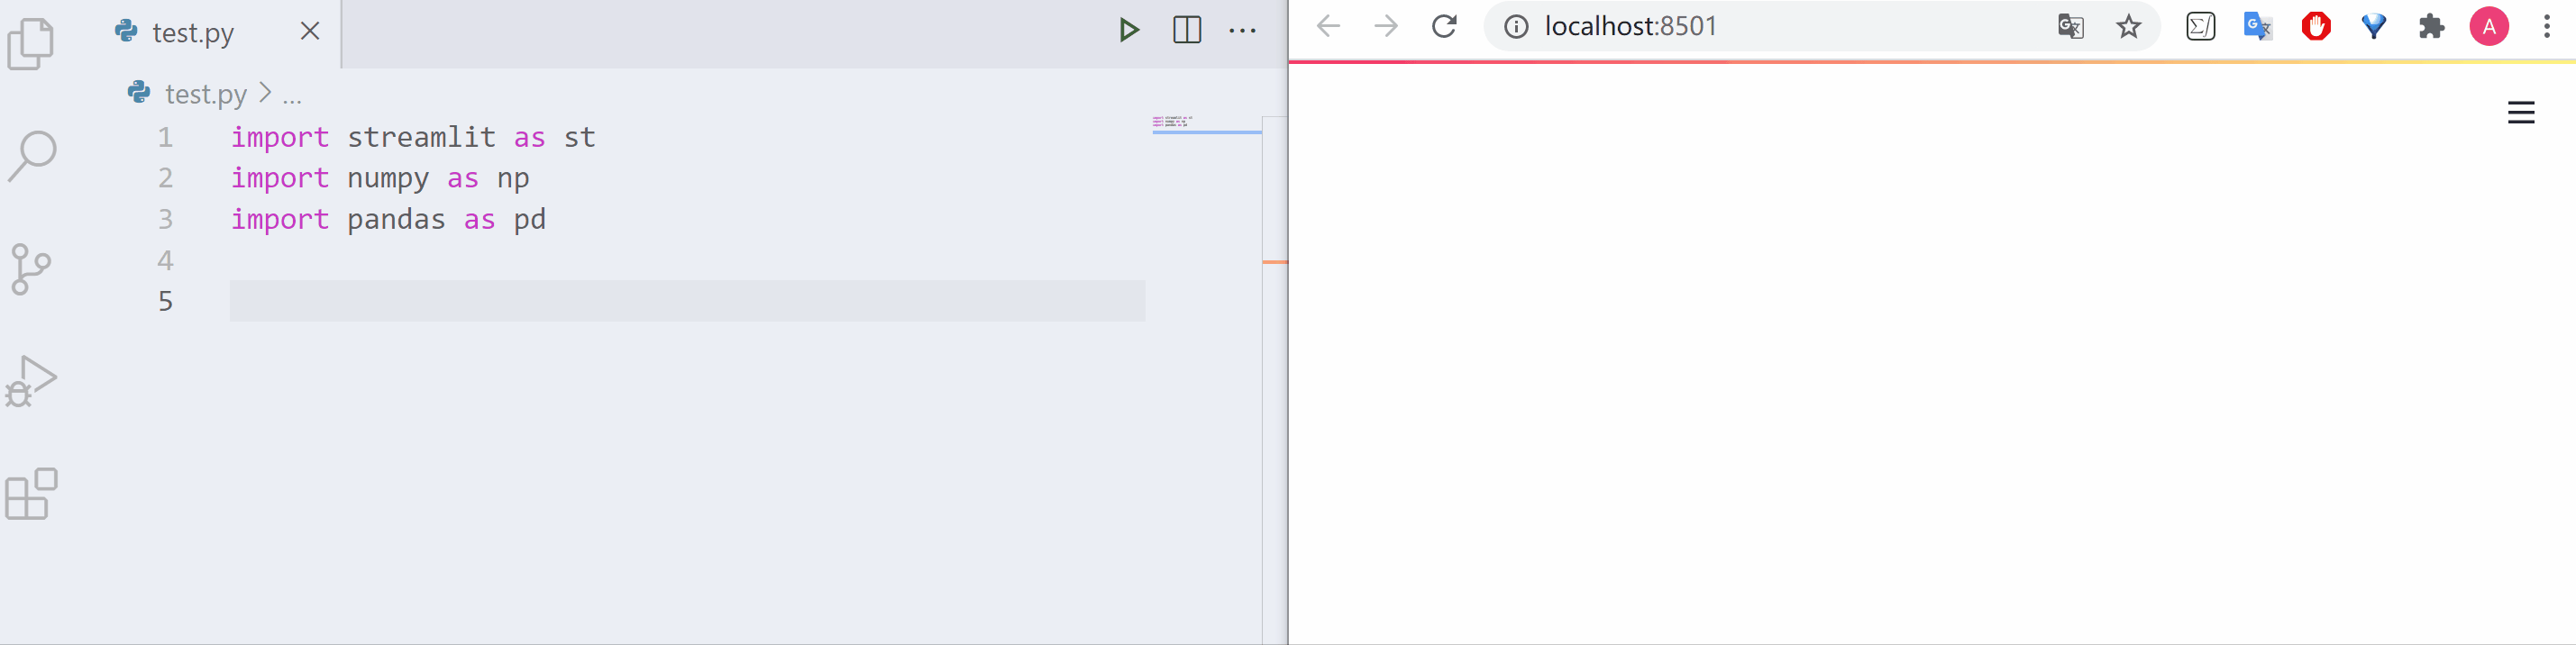 test.py
test.py > ...
1 import streamlit as st
2 import numpy as np
3 import pandas as pd
4
5
localhost:8501
A